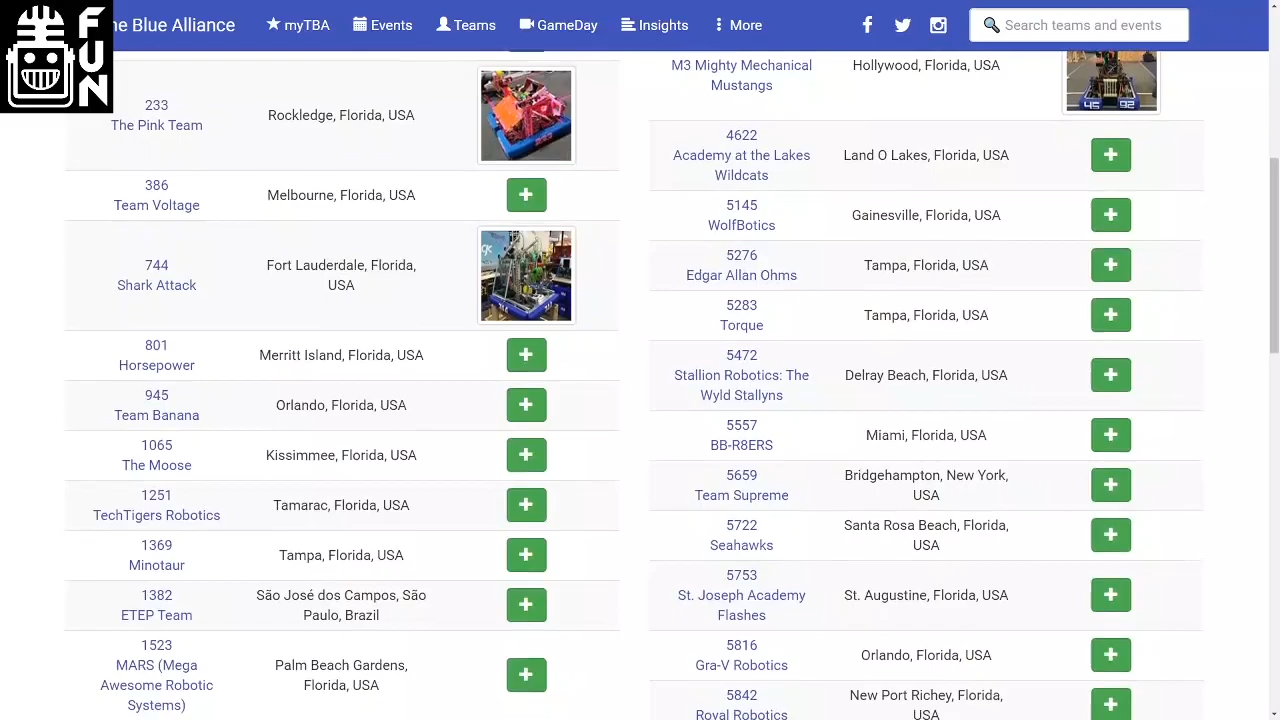 he Blue Alliance
myTBA
Events
Teams
GameDay
Insights
Search teams and events
FUN
233
The Pink Team
Rockledge, Florida, USA
386
Team Voltage
Melbourne, Florida, USA
744
Shark Attack
Fort Lauderdale, Florida,
USA
801
Horsepower
Merritt Island, Florida, USA
945
Team Banana
Orlando, Florida, USA
1065
The Moose
Kissimmee, Florida, USA
1251
TechTigers Robotics
Tamarac, Florida, USA
1369
Minotaur
Tampa, Florida, USA
1382
ETEP Team
São José dos Campos, São
Paulo, Brazil
1523
MARS (Mega
Awesome Robotic
Systems)
Palm Beach Gardens,
Florida, USA
M3 Mighty Mechanical
Mustangs
Hollywood, Florida, USA
45 92
4622
Academy at the Lakes
Wildcats
Land O Lakes, Florida, USA
5145
WolfBotics
Gainesville, Florida, USA
5276
Edgar Allan Ohms
Tampa, Florida, USA
5283
Torque
Tampa, Florida, USA
5472
Stallion Robotics: The
Wyld Stallyns
Delray Beach, Florida, USA
5557
BB-R8ERS
Miami, Florida, USA
5659
Team Supreme
Bridgehampton, New York,
USA
5722
Seahawks
Santa Rosa Beach, Florida,
USA
5753
St. Joseph Academy
Flashes
St. Augustine, Florida, USA
5816
Gra-V Robotics
Orlando, Florida, USA
5842
Royal Robotics
New Port Richey, Florida,
USA